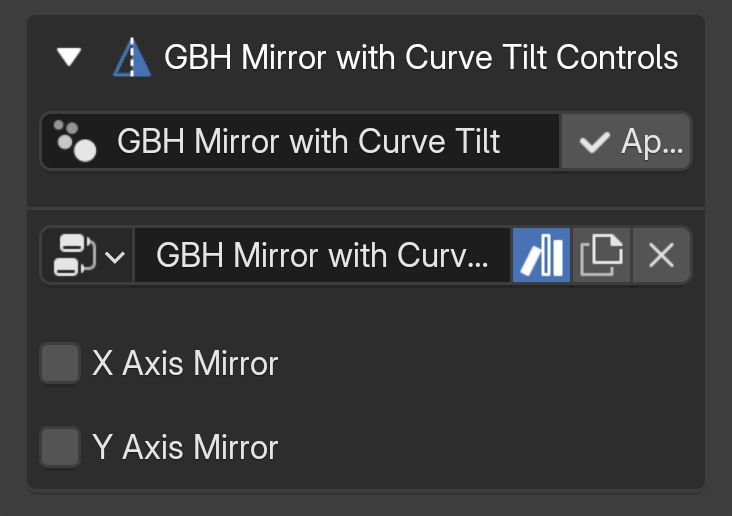 GBH Mirror with Curve Tilt Controls
GBH Mirror with Curve Tilt Ap...
GBH Mirror with Curv...
X Axis Mirror
Y Axis Mirror